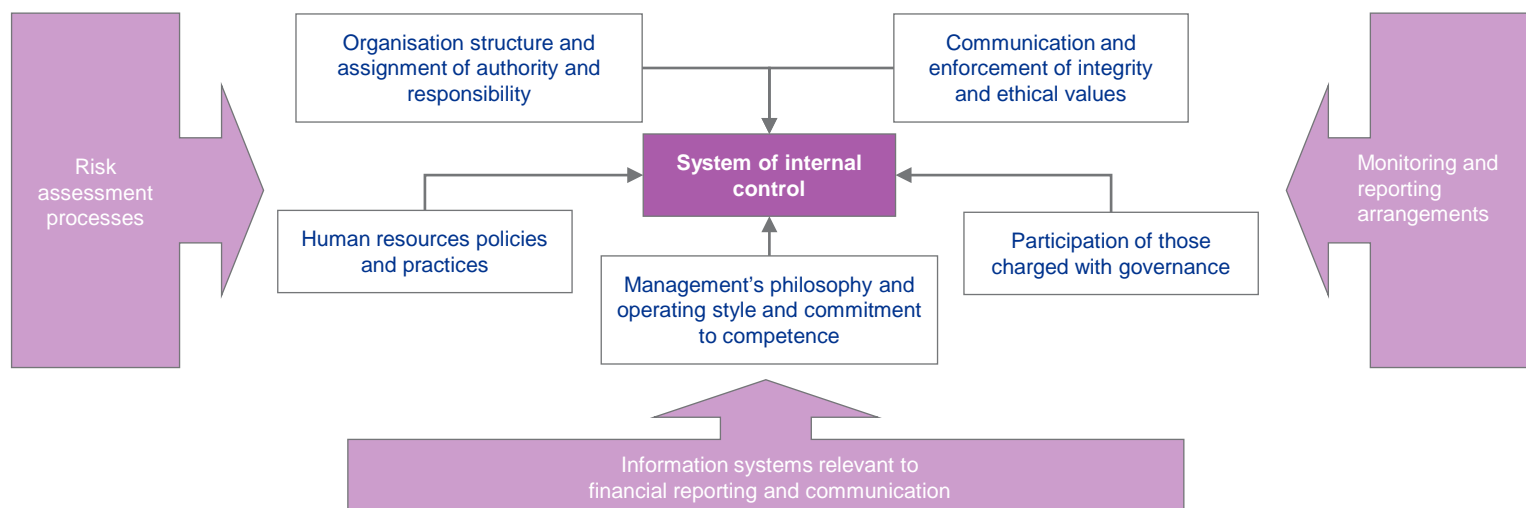 Organisation structure and
assignment of authority and
responsibility
Communication and
enforcement of integrity
and ethical values
Risk
assessment
processes
System of internal
control
Monitoring and
reporting
arrangements
Human resources policies
and practices
Participation of those
charged with governance
Management’s philosophy and
operating style and commitment
to competence
Information systems relevant to
financial reporting and communication